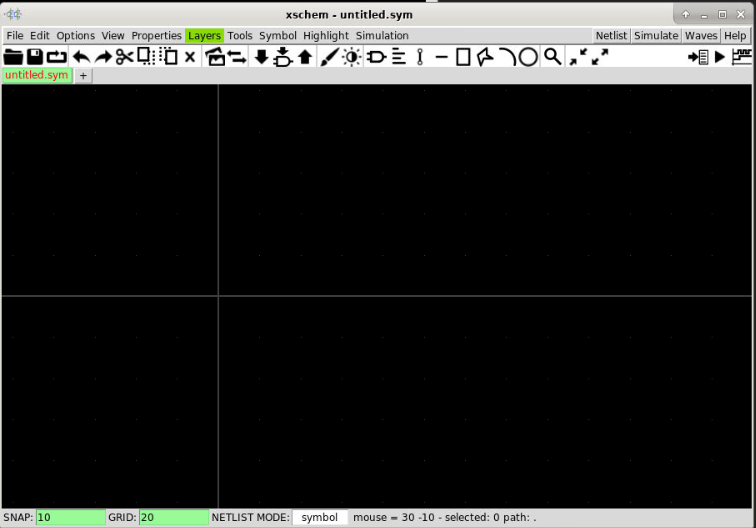 xschem - untitled.sym
File Edit Options View Properties Layers Tools Symbol Highlight Simulation Netlist Simulate Waves Help
untitled.sym +
SNAP: 10 GRID: 20 NETLIST MODE: symbol mouse = 30 -10 - selected: 0 path: .